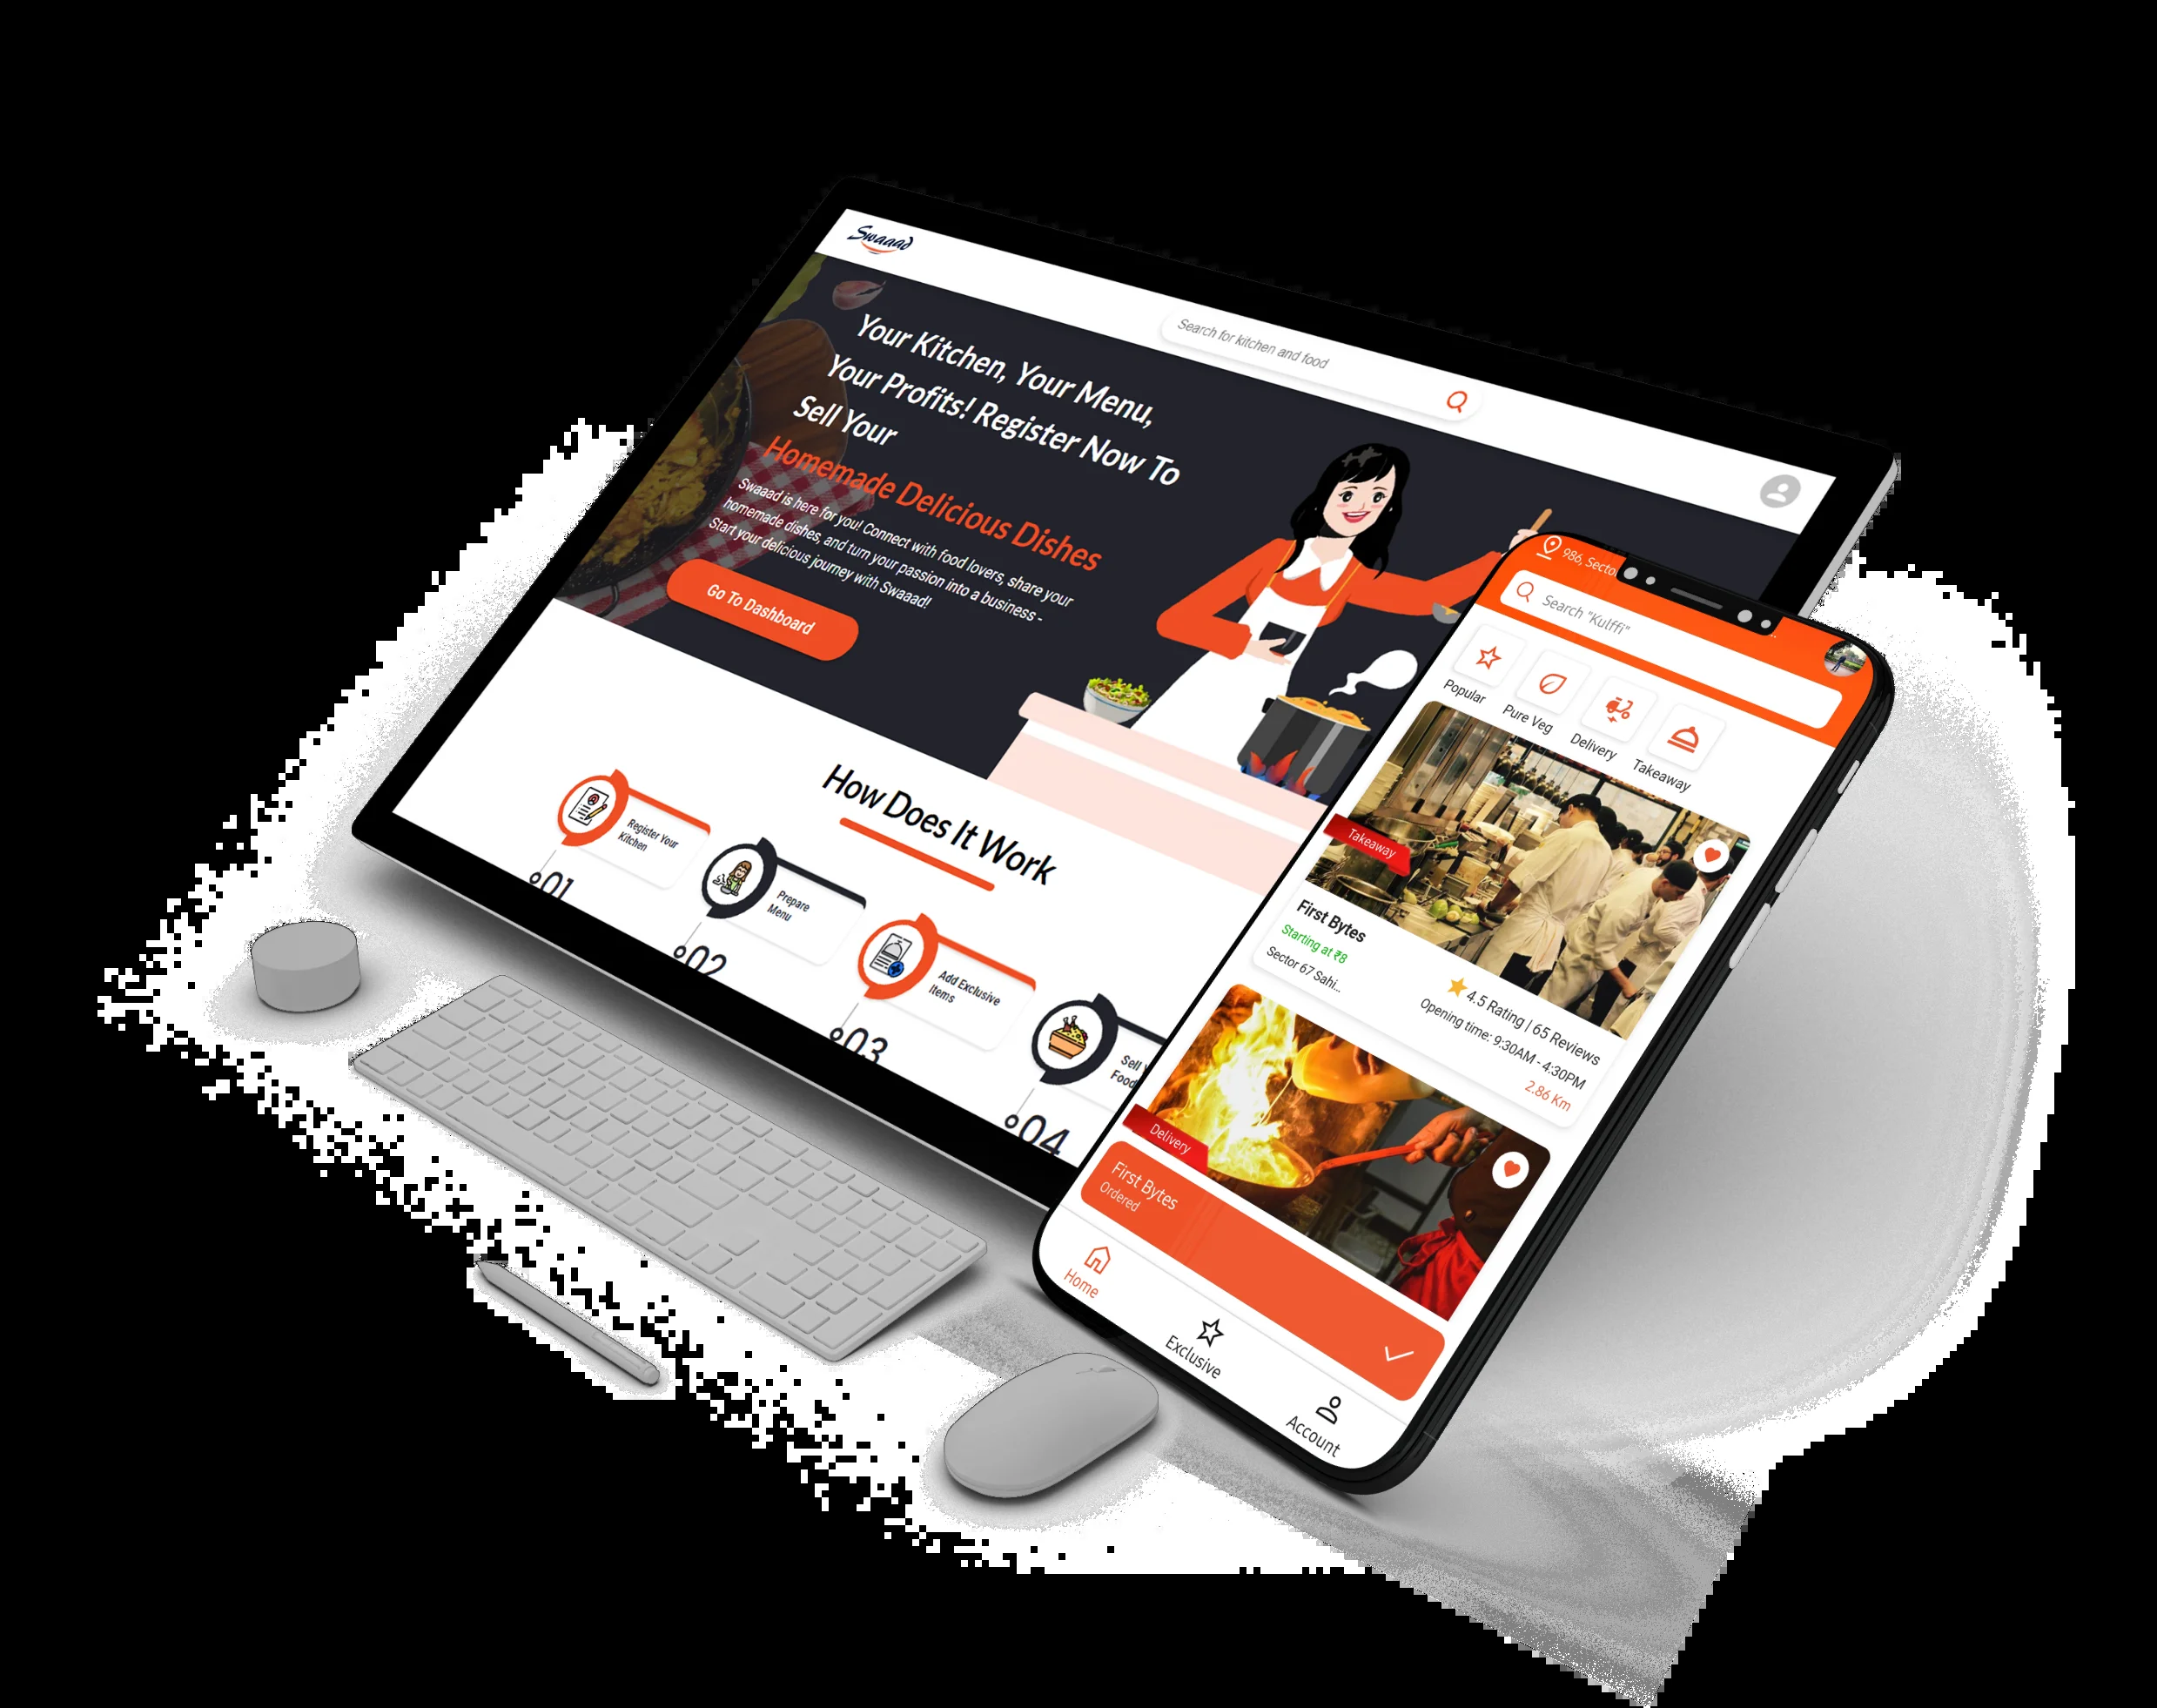 Swaaad
Search for kitchen and food
Your Kitchen, Your Menu,
Your Profits! Register Now To
Sell Your
Homemade Delicious Dishes
Swaaad is here for you! Connect with food lovers, share your
homemade dishes, and turn your passion into a business -
Start your delicious journey with Swaaad!
Go To Dashboard
How Does It Work
Register Your
Kitchen
01
Prepare
Menu
02
Add Exclusive
Items
03
Sell
Food
04
986, Secto
Search "Kulffi"
Popular
Pure Veg
Delivery
Takeaway
Takeaway
First Bytes
Starting at ₹8
Sector 67 Sahi...
4.5 Rating | 65 Reviews
Opening time: 9:30AM - 4:30PM
2.86 Km
Delivery
First Bytes
Ordered
Home
Exclusive
Account